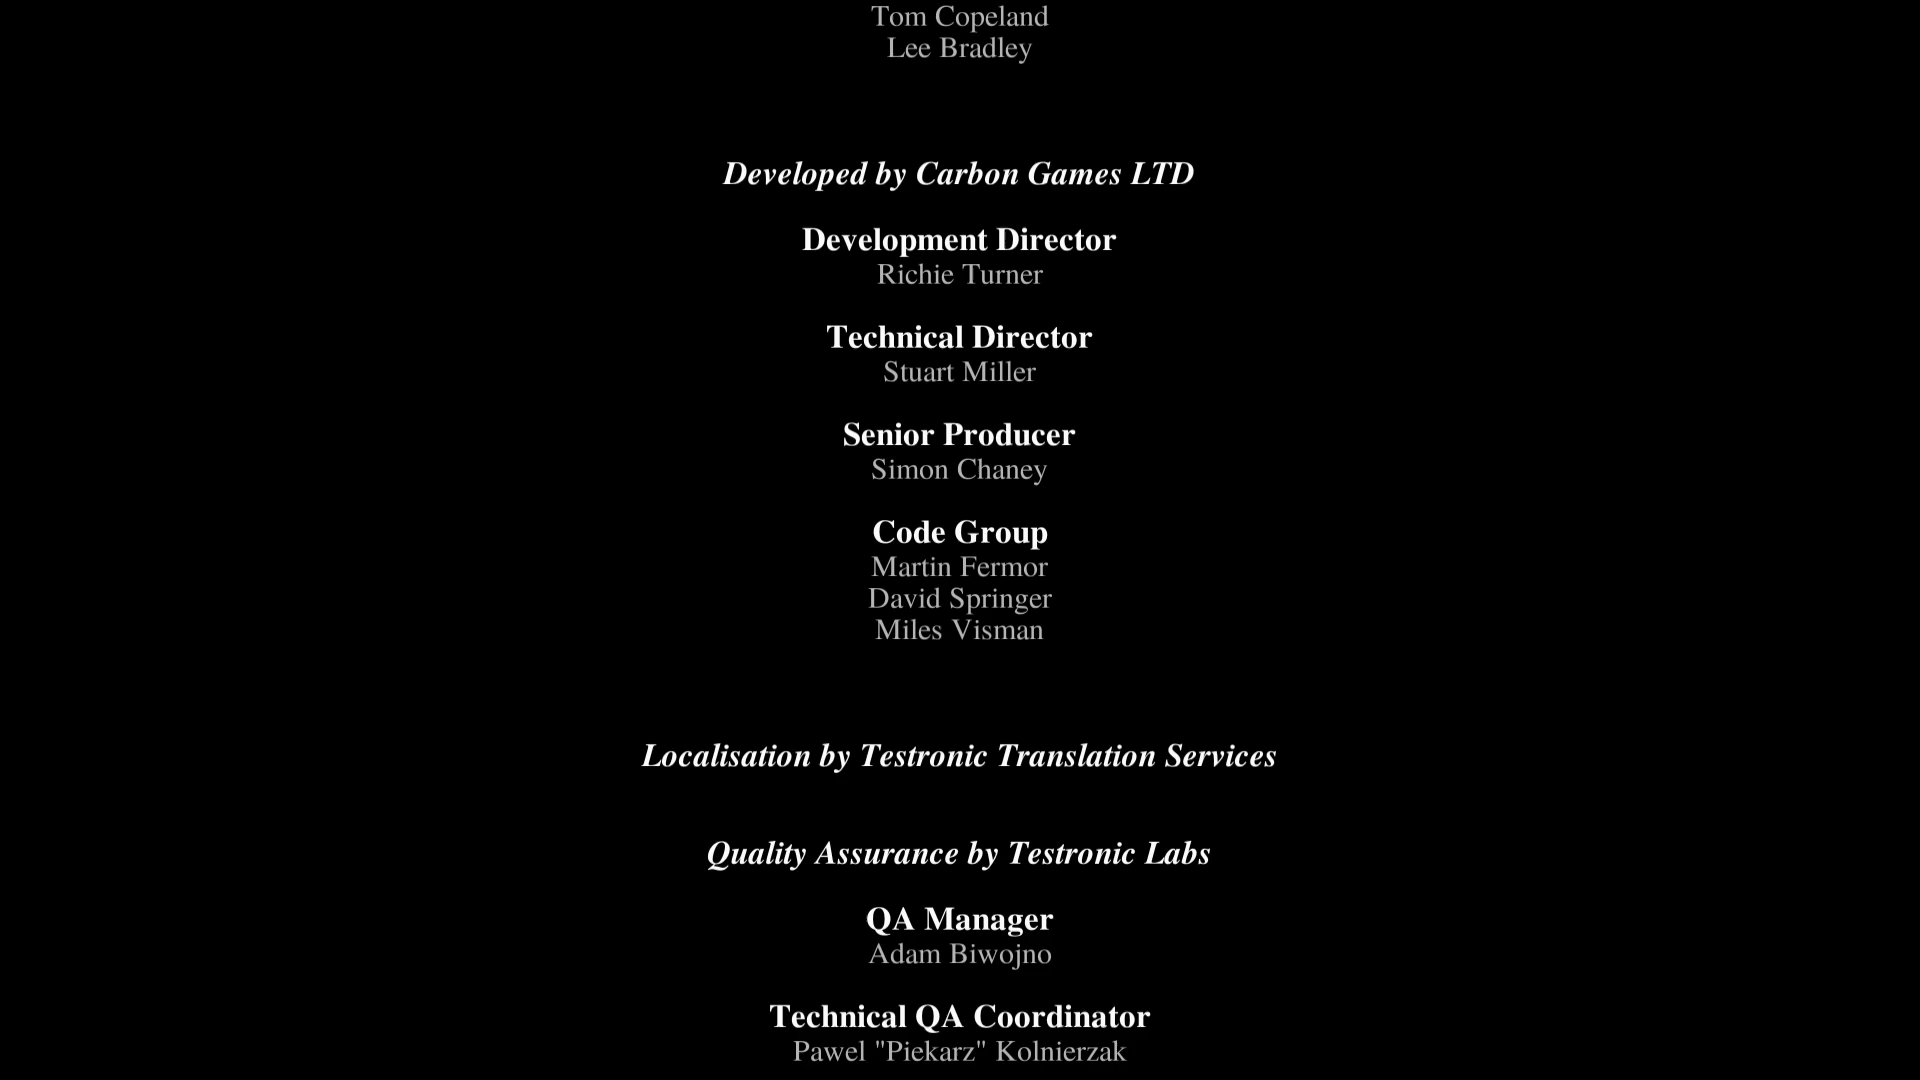 Tom Copeland
Lee Bradley
Developed by Carbon Games LTD
Development Director
Richie Turner
Technical Director
Stuart Miller
Senior Producer
Simon Chaney
Code Group
Martin Fermor
David Springer
Miles Visman
Localisation by Testronic Translation Services
Quality Assurance by Testronic Labs
QA Manager
Adam Biwojno
Technical QA Coordinator
Pawel "Piekarz" Kolnierzak